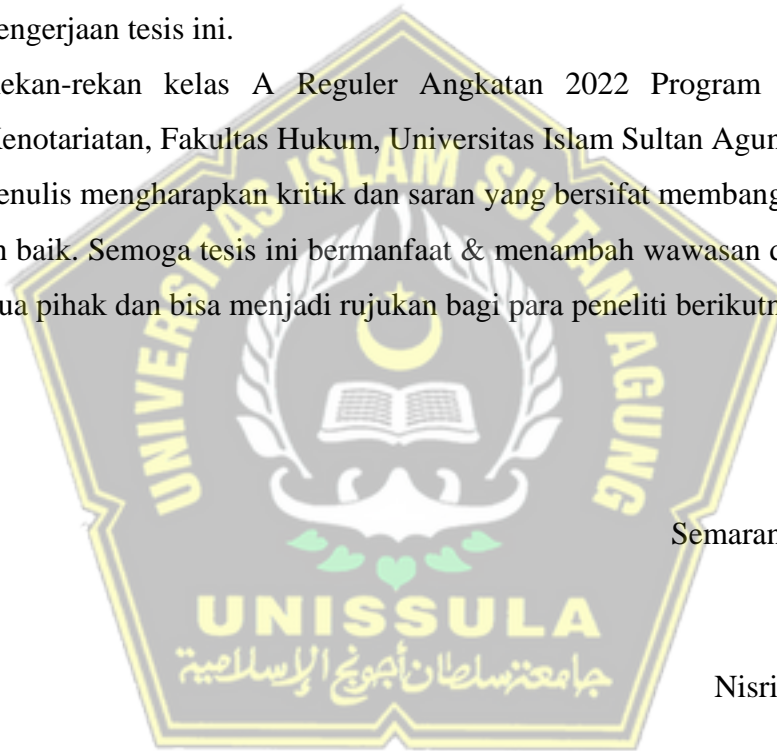 engerjaan tesis ini.
ekan-rekan kelas A Reguler Angkatan 2022 Program
Kenotariatan, Fakultas Hukum, Universitas Islam Sultan Agun
enulis mengharapkan kritik dan saran yang bersifat membang
n baik. Semoga tesis ini bermanfaat & menambah wawasan
ua pihak dan bisa menjadi rujukan bagi para peneliti berikutn
UNIVERSITAS ISLAM SULTAN AGUNG
Semaran
UNISSULA
جامعة سلطان أجونج الإسلامية
Nisri